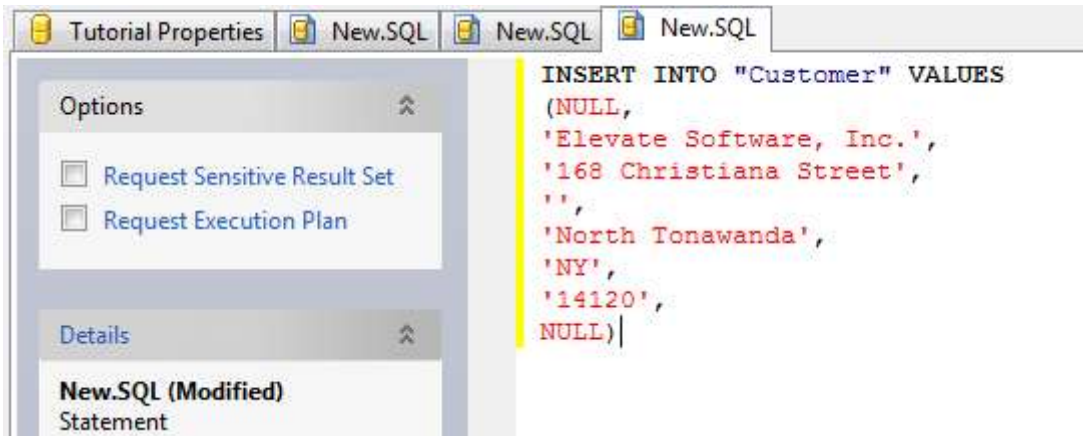 Tutorial Properties New.SQL New.SQL New.SQL
Options
Request Sensitive Result Set
Request Execution Plan
Details
New.SQL (Modified)
Statement
INSERT INTO "Customer" VALUES
(NULL,
'Elevate Software, Inc.',
'168 Christiana Street',
'',
'North Tonawanda',
'NY',
'14120',
NULL)